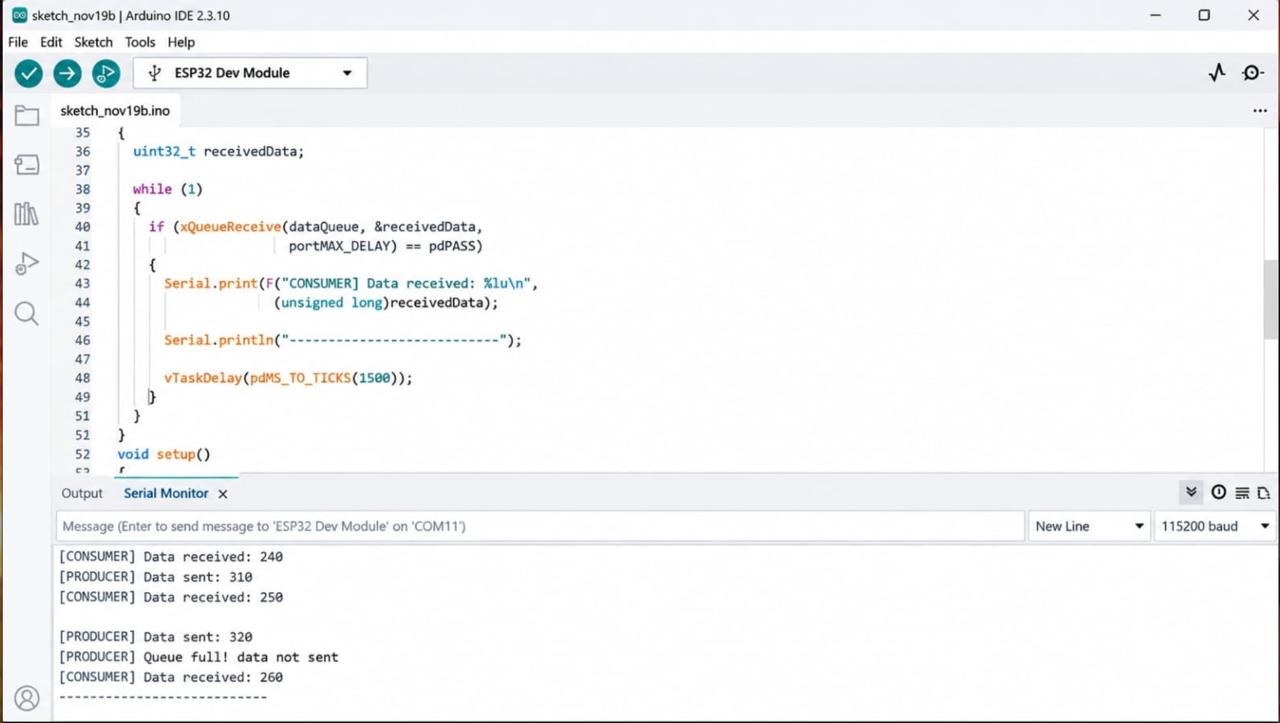 sketch_nov19b | Arduino IDE 2.3.10
File Edit Sketch Tools Help
ESP32 Dev Module
sketch_nov19b.ino
35 {
36 uint32_t receivedData;
37
38 while (1)
39 {
40 if (xQueueReceive(dataQueue, &receivedData,
41 portMAX_DELAY) == pdPASS)
42 {
43 Serial.print(F("CONSUMER] Data received: %lu\n",
44 (unsigned long)receivedData);
45
46 Serial.println("---------------------------");
47
48 vTaskDelay(pdMS_TO_TICKS(1500));
49 }
51 }
51 }
52 void setup()
{
Output Serial Monitor
Message (Enter to send message to 'ESP32 Dev Module' on 'COM11') New Line 115200 baud
[CONSUMER] Data received: 240
[PRODUCER] Data sent: 310
[CONSUMER] Data received: 250
[PRODUCER] Data sent: 320
[PRODUCER] Queue full! data not sent
[CONSUMER] Data received: 260
---------------------------